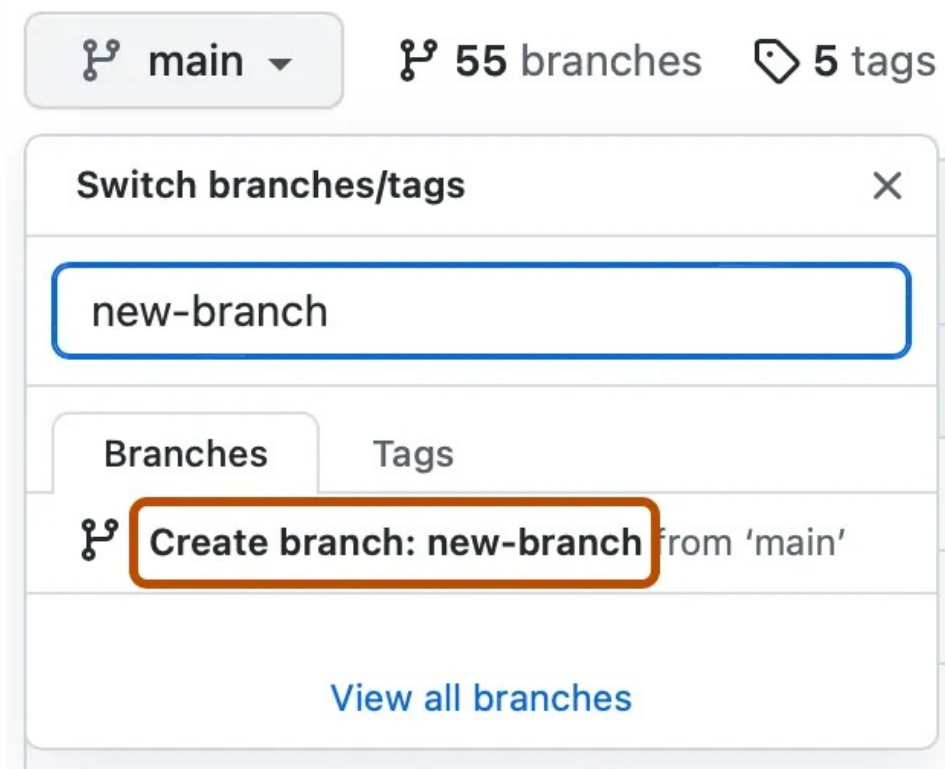 main 55 branches 5 tags
Switch branches/tags
new-branch
Branches Tags
Create branch: new-branch from ‘main’
View all branches